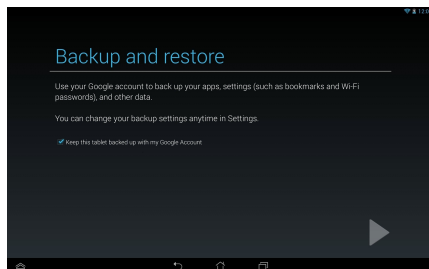 Backup and restore
Use your Google account to back up your apps, settings (such as bookmarks and Wi-Fi
passwords), and other data.
You can change your backup settings anytime in Settings.
Keep this tablet backed up with my Google Account